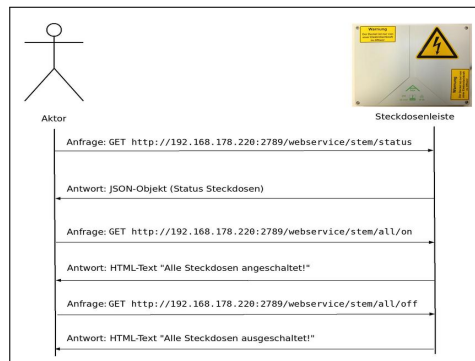 Warnung
Aktor
Steckdosenleiste
Anfrage: GET http://192.168.178.220:2789/webservice/stem/status
Antwort: JSON-Objekt (Status Steckdosen)
Anfrage: GET http://192.168.178.220:2789/webservice/stem/all/on
Antwort: HTML-Text "Alle Steckdosen angeschaltet!"
Anfrage: GET http://192.168.178.220:2789/webservice/stem/all/off
Antwort: HTML-Text "Alle Steckdosen ausgeschaltet!"